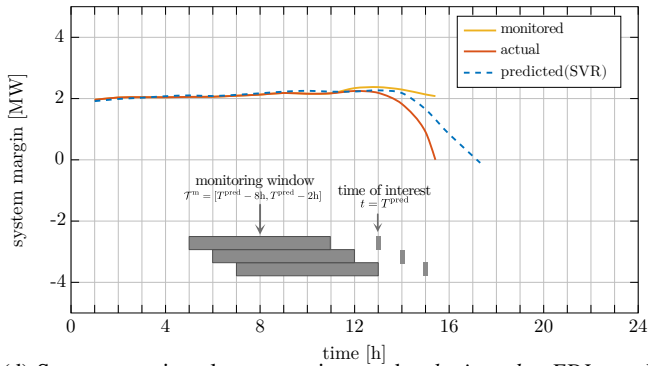 monitored
actual
predicted(SVR)
4
2
0
-2
-4
system margin [MW]
monitoring window
𝒯ᵐ = [Tᵖʳᵉᵈ − 8h, Tᵖʳᵉᵈ − 2h]
time of interest
t = Tᵖʳᵉᵈ
0 4 8 12 16 20 24
time [h]